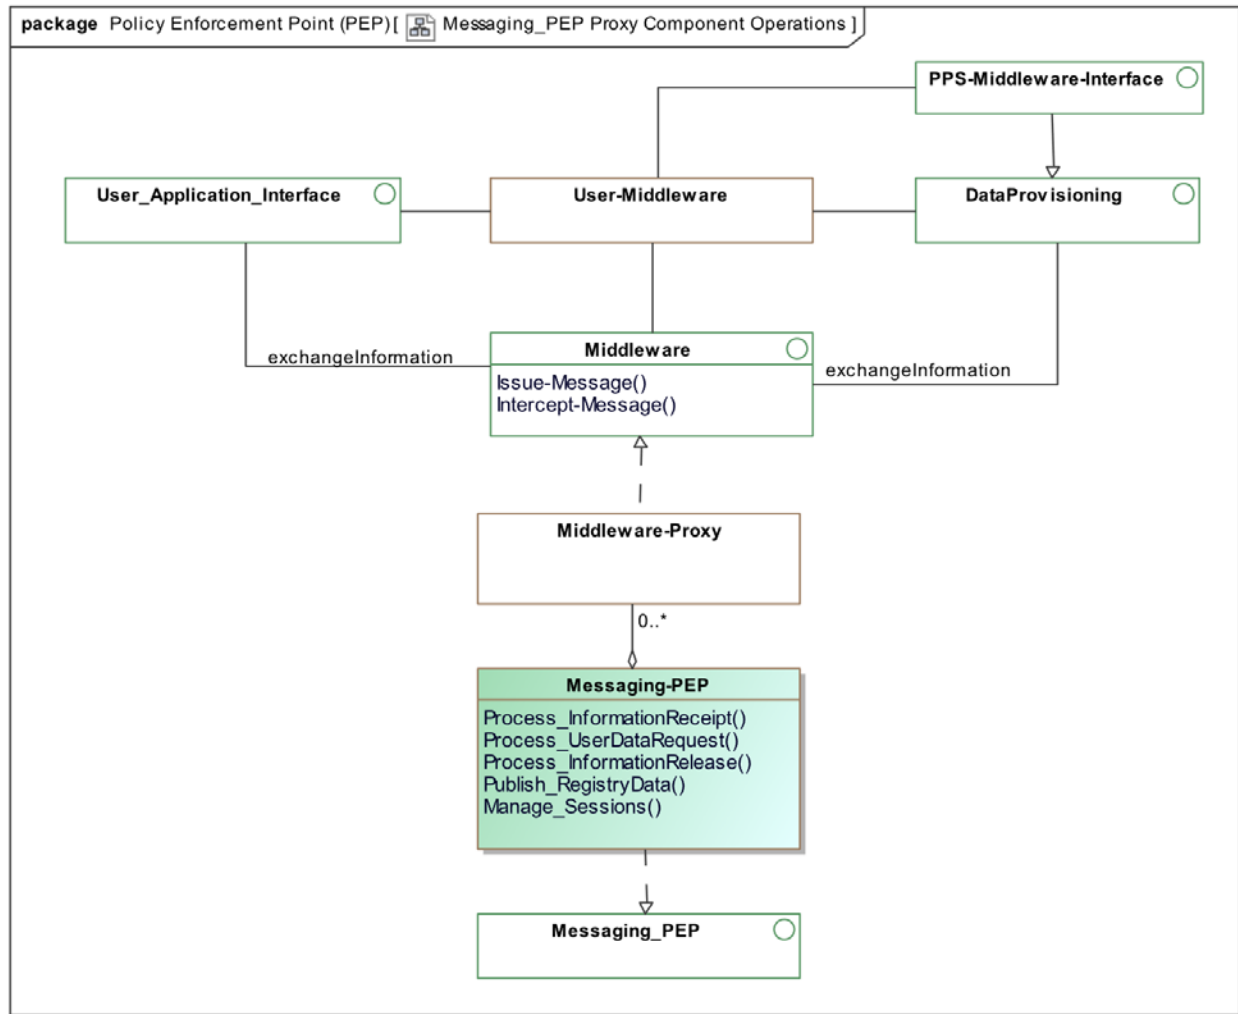 package Policy Enforcement Point (PEP)[ Messaging_PEP Proxy Component Operations ]
PPS-Middleware-Interface
User_Application_Interface
User-Middleware
DataProvisioning
exchangeInformation
Middleware
exchangeInformation
Issue-Message()
Intercept-Message()
Middleware-Proxy
0..*
Messaging-PEP
Process_InformationReceipt()
Process_UserDataRequest()
Process_InformationRelease()
Publish_RegistryData()
Manage_Sessions()
Messaging_PEP